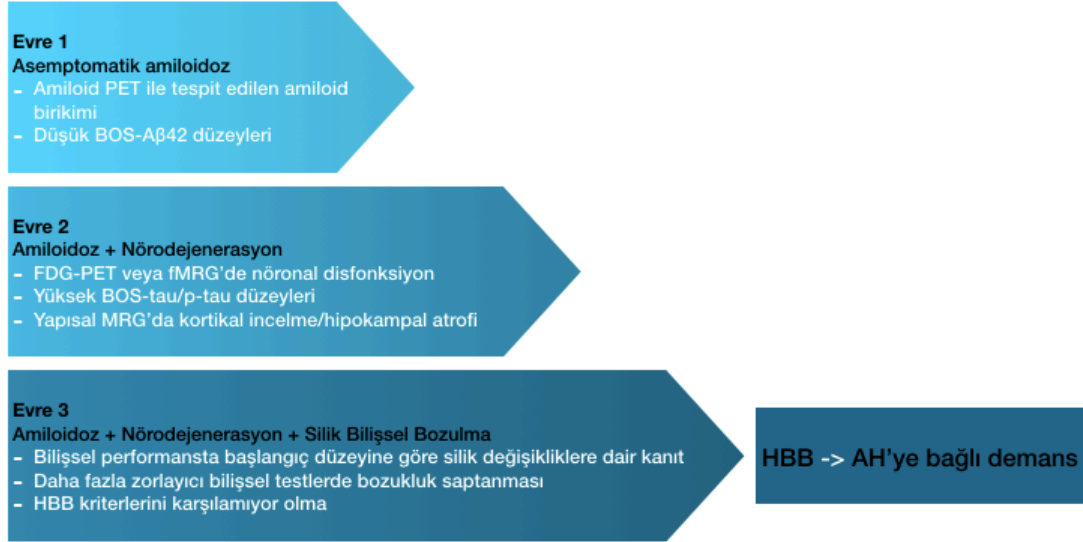 Evre 1
Asemptomatik amiloidoz
- Amiloid PET ile tespit edilen amiloid
birikimi
- Düşük BOS-Aβ42 düzeyleri
Evre 2
Amiloidoz + Nörodejenerasyon
- FDG-PET veya fMRG'de nöronal disfonksiyon
- Yüksek BOS-tau/p-tau düzeyleri
- Yapısal MRG'da kortikal incelme/hipokampal atrofi
Evre 3
Amiloidoz + Nörodejenerasyon + Silik Bilişsel Bozulma
- Bilişsel performansta başlangıç düzeyine göre silik değişikliklere dair kanıt
- Daha fazla zorlayıcı bilişsel testlerde bozukluk saptanması
- HBB kriterlerini karşılamıyor olma
HBB -> AH'ye bağlı demans